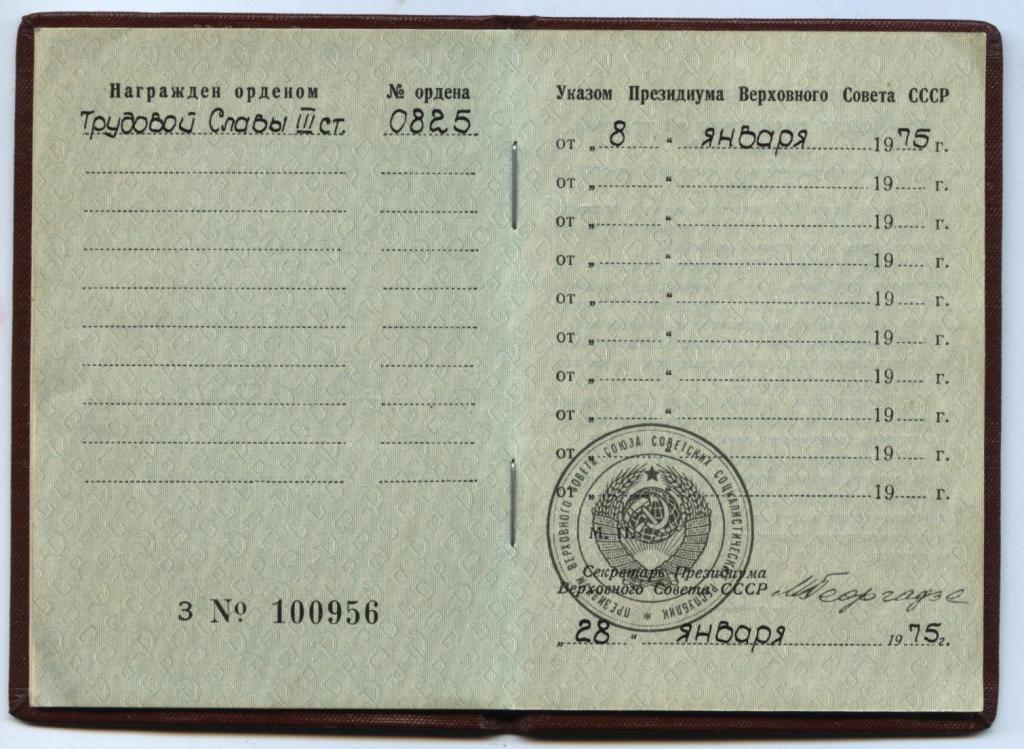 Награжден орденом
№ ордена
Трудовой Славы III ст.
0825
З № 100956
Указом Президиума Верховного Совета СССР
от „ 8 “ января 1975 г.
от „ “ 19 г.
от „ “ 19 г.
от „ “ 19 г.
от „ “ 19 г.
от „ “ 19 г.
от „ “ 19 г.
от „ “ 19 г.
от „ “ 19 г.
от „ “ 19 г.
М. П.
ПРЕЗИДИУМ ВЕРХОВНОГО СОВЕТА СОЮЗА СОВЕТСКИХ СОЦИАЛИСТИЧЕСКИХ РЕСПУБЛИК
Секретарь Президиума
Верховного Совета СССР МГеоргадзе
„ 28 “ января 1975 г.